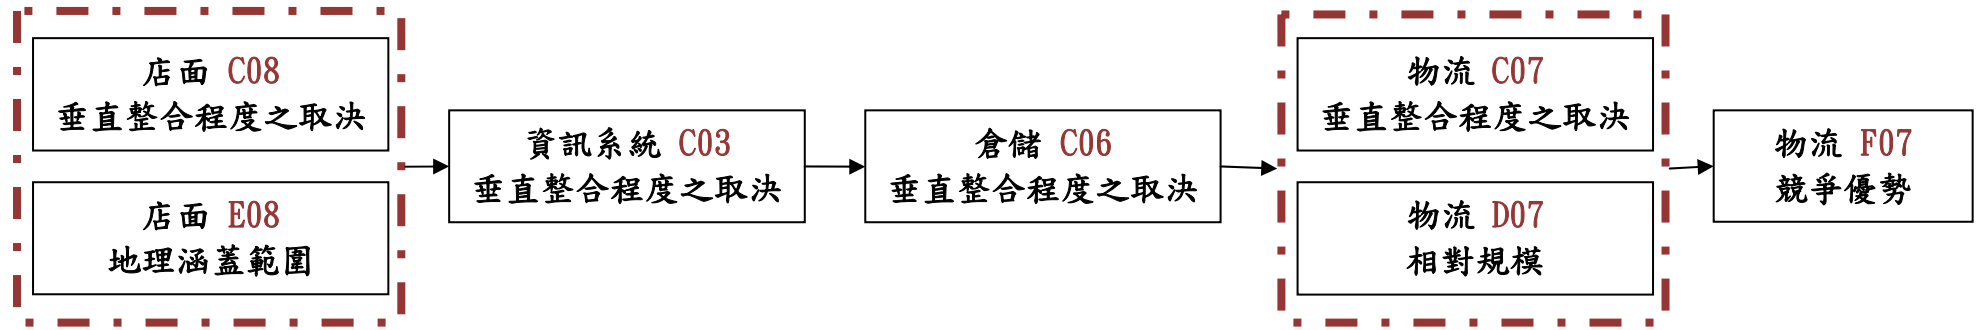 店面 C08
垂直整合程度之取決
店面 E08
地理涵蓋範圍
資訊系統 C03
垂直整合程度之取決
倉儲 C06
垂直整合程度之取決
物流 C07
垂直整合程度之取決
物流 D07
相對規模
物流 F07
競爭優勢